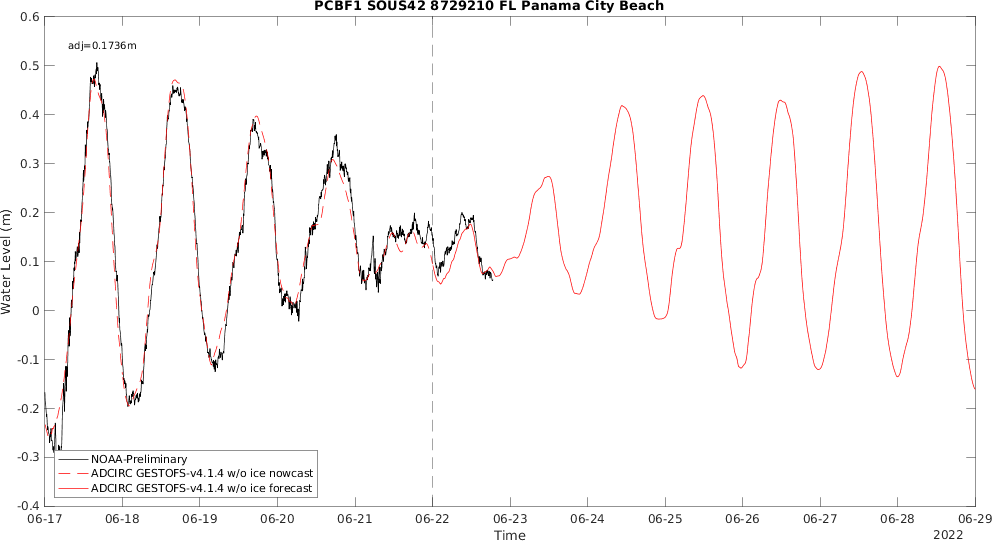 PCBF1 SOUS42 8729210 FL Panama City Beach
adj=0.1736m
0.6
0.5
0.4
0.3
0.2
0.1
0
-0.1
-0.2
-0.3
-0.4
Water Level (m)
NOAA-Preliminary
ADCIRC GESTOFS-v4.1.4 w/o ice nowcast
ADCIRC GESTOFS-v4.1.4 w/o ice forecast
06-17 06-18 06-19 06-20 06-21 06-22 06-23 06-24 06-25 06-26 06-27 06-28 06-29
Time
2022